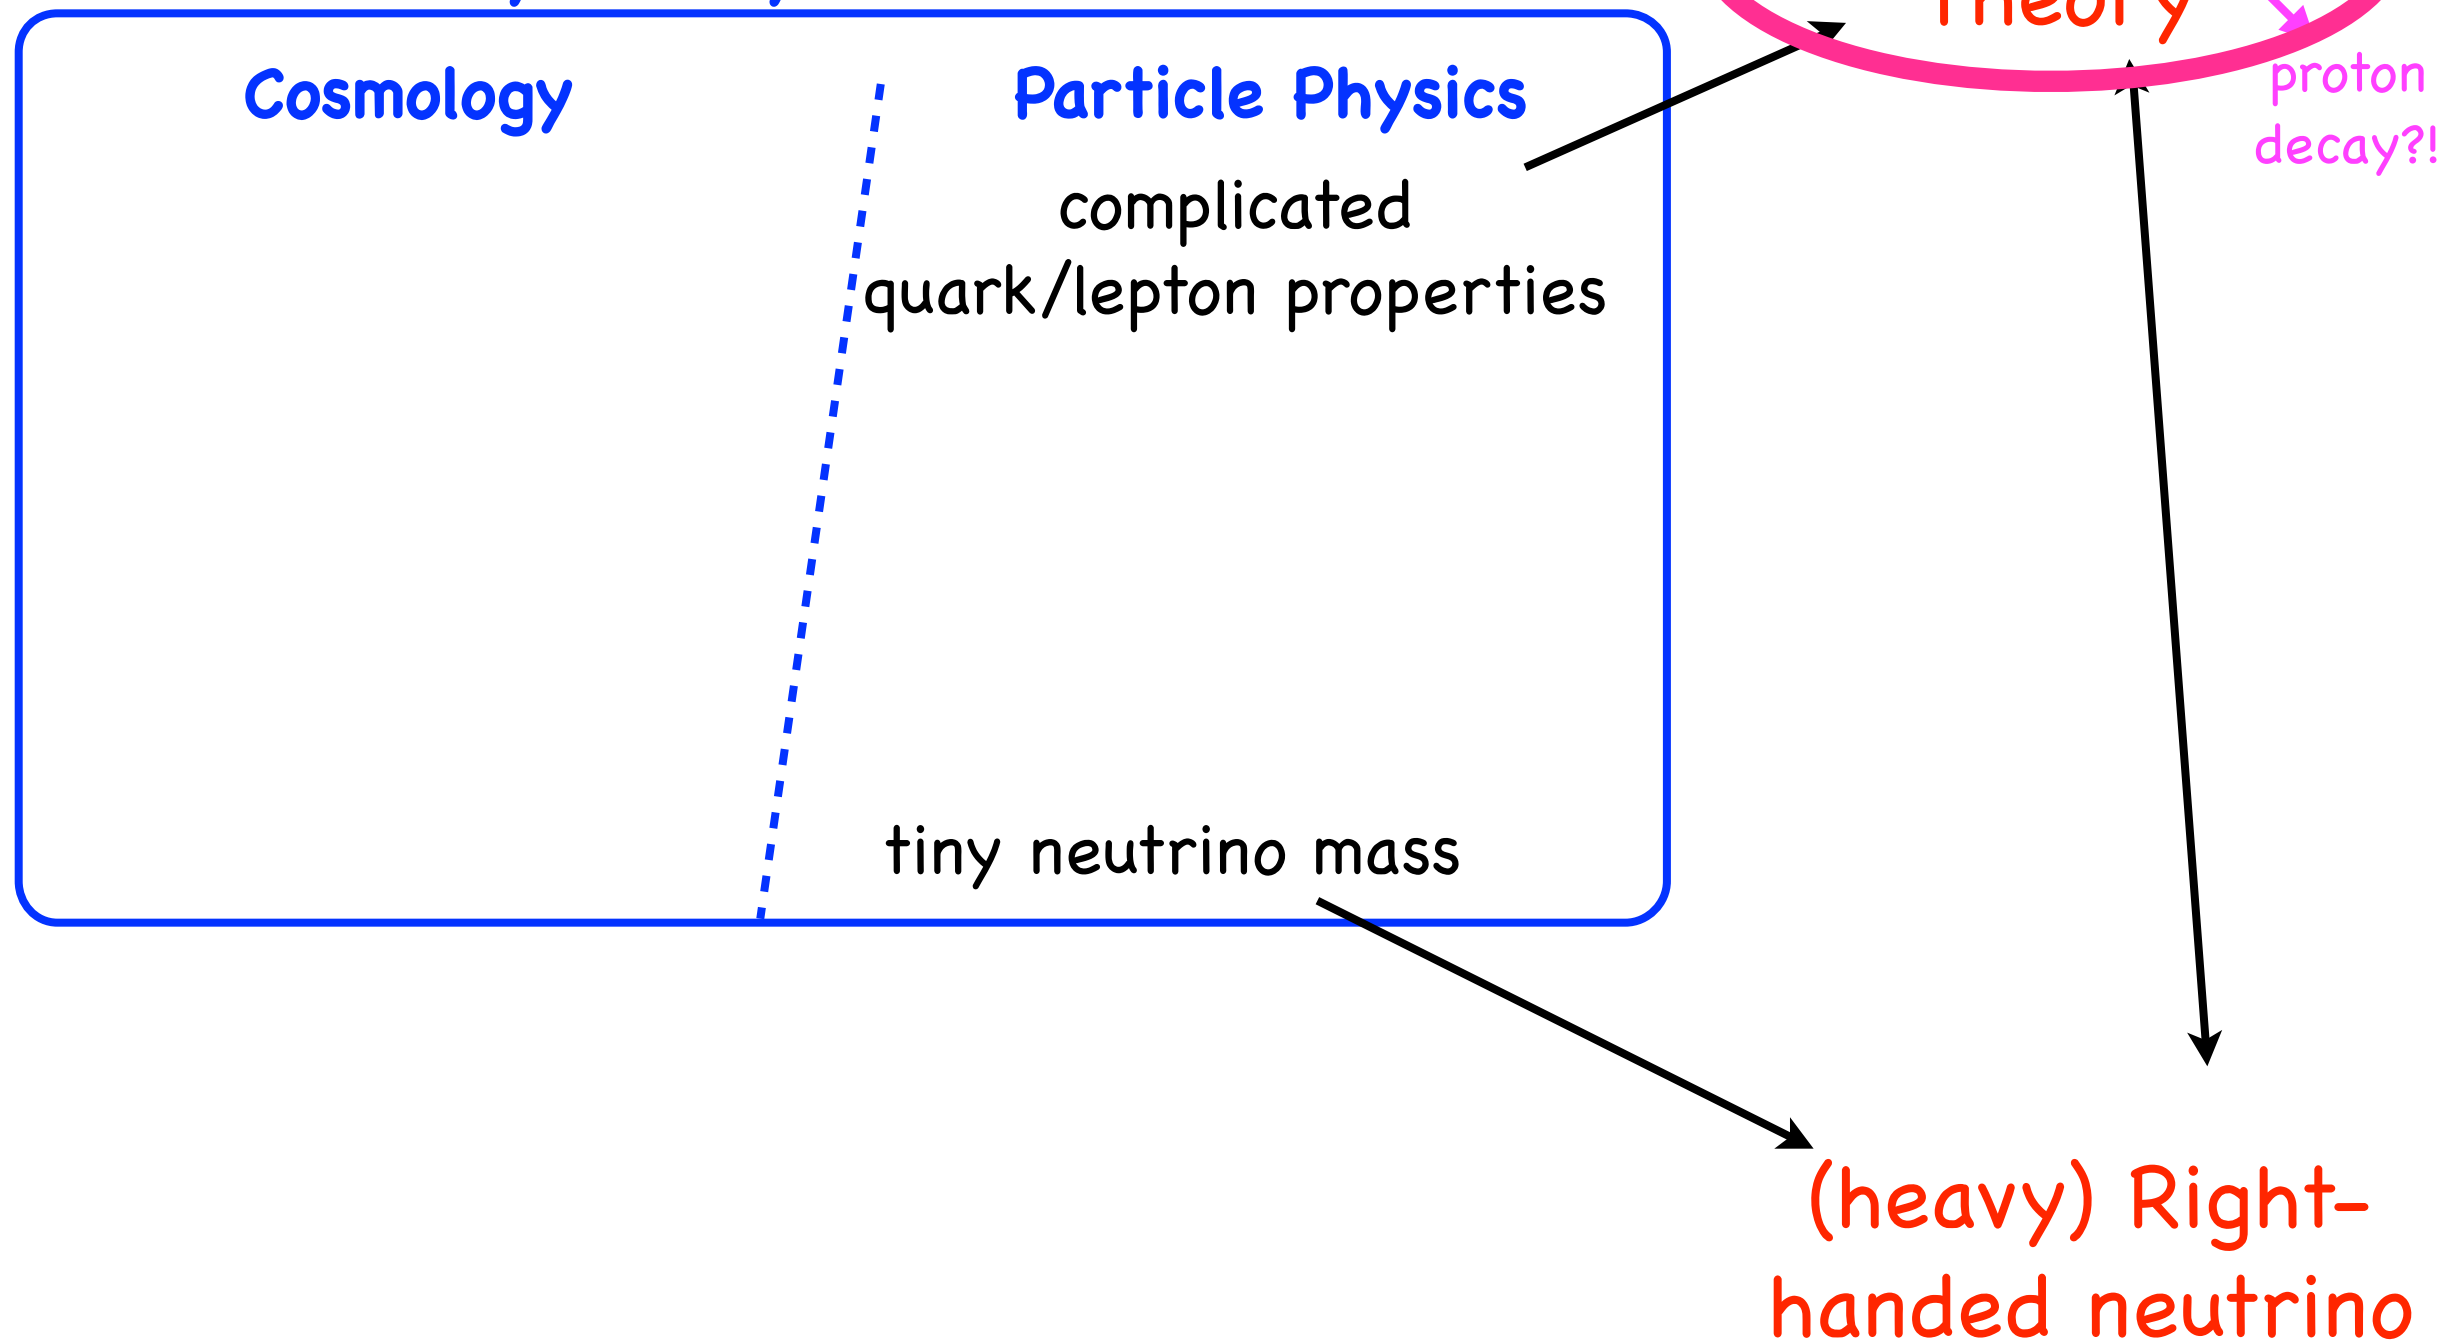 Theory
Cosmology
Particle Physics
proton
decay?!
complicated
quark/lepton properties
tiny neutrino mass
(heavy) Right-
handed neutrino